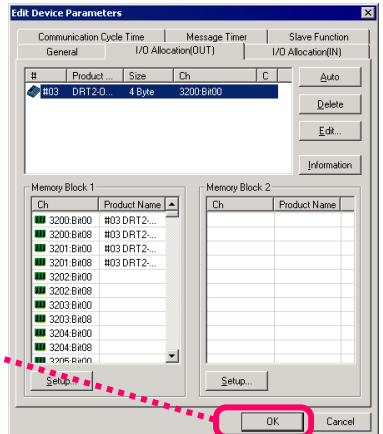 Edit Device Parameters
Communication Cycle Time Message Timer Slave Function
General I/O Allocation(OUT) I/O Allocation(IN)
# Product ... Size Ch C
#03 DRT2-O... 4 Byte 3200:Bit00
Auto
Delete
Edit...
Information
Memory Block 1 Memory Block 2
Ch Product Name Ch Product Name
3200:Bit00 #03 DRT2-...
3200:Bit08 #03 DRT2-...
3201:Bit00 #03 DRT2-...
3201:Bit08 #03 DRT2-...
3202:Bit00
3202:Bit08
3203:Bit00
3203:Bit08
3204:Bit00
3204:Bit08
3205:Bit00
Setup... Setup...
OK Cancel